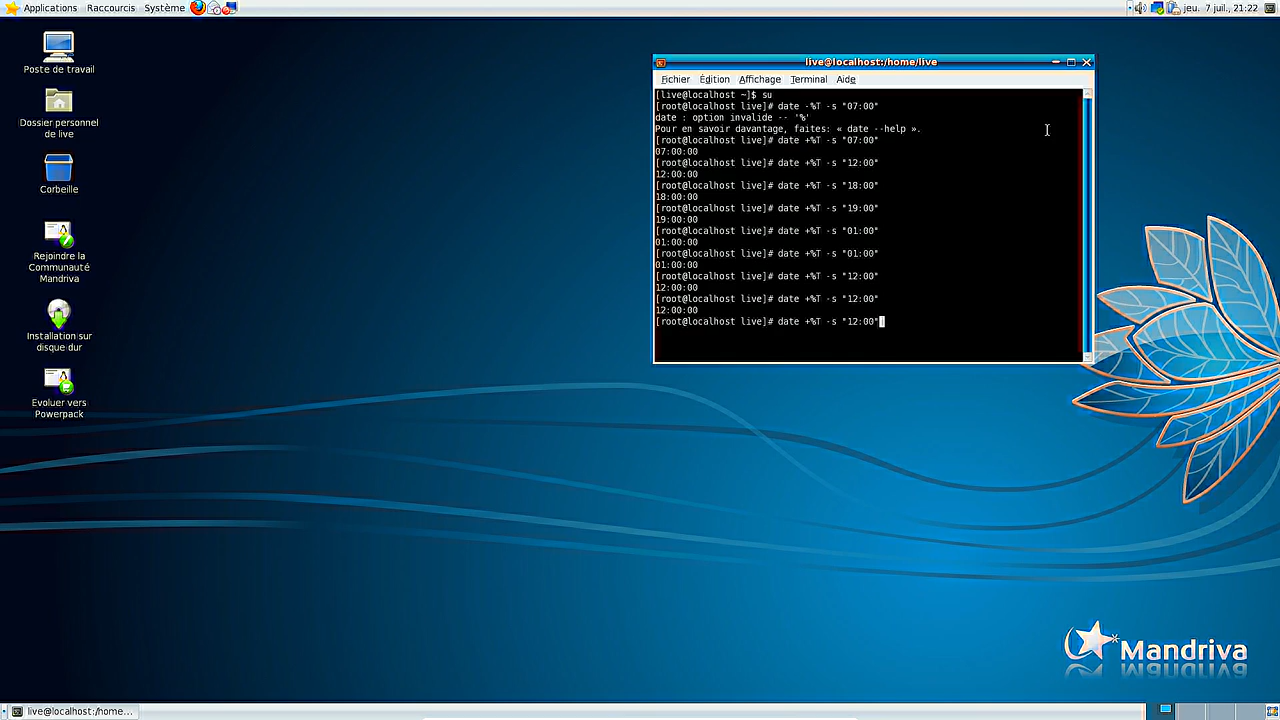 Applications Raccourcis Système
jeu. 7 juil., 21:22
Poste de travail
Dossier personnel
de live
Corbeille
Rejoindre la
Communauté
Mandriva
Installation sur
disque dur
Evoluer vers
Powerpack
live@localhost:/home/live
Fichier Édition Affichage Terminal Aide
[live@localhost ~]$ su
[root@localhost live]# date -%T -s "07:00"
date : option invalide -- '%'
Pour en savoir davantage, faites: « date --help ».
[root@localhost live]# date +%T -s "07:00"
07:00:00
[root@localhost live]# date +%T -s "12:00"
12:00:00
[root@localhost live]# date +%T -s "18:00"
18:00:00
[root@localhost live]# date +%T -s "19:00"
19:00:00
[root@localhost live]# date +%T -s "01:00"
01:00:00
[root@localhost live]# date +%T -s "01:00"
01:00:00
[root@localhost live]# date +%T -s "12:00"
12:00:00
[root@localhost live]# date +%T -s "12:00"
12:00:00
[root@localhost live]# date +%T -s "12:00"
Mandriva
live@localhost:/home...